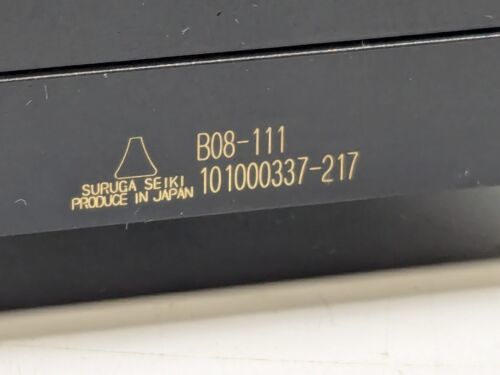 B08-111
101000337-217
SURUGA SEIKI
PRODUCE IN JAPAN